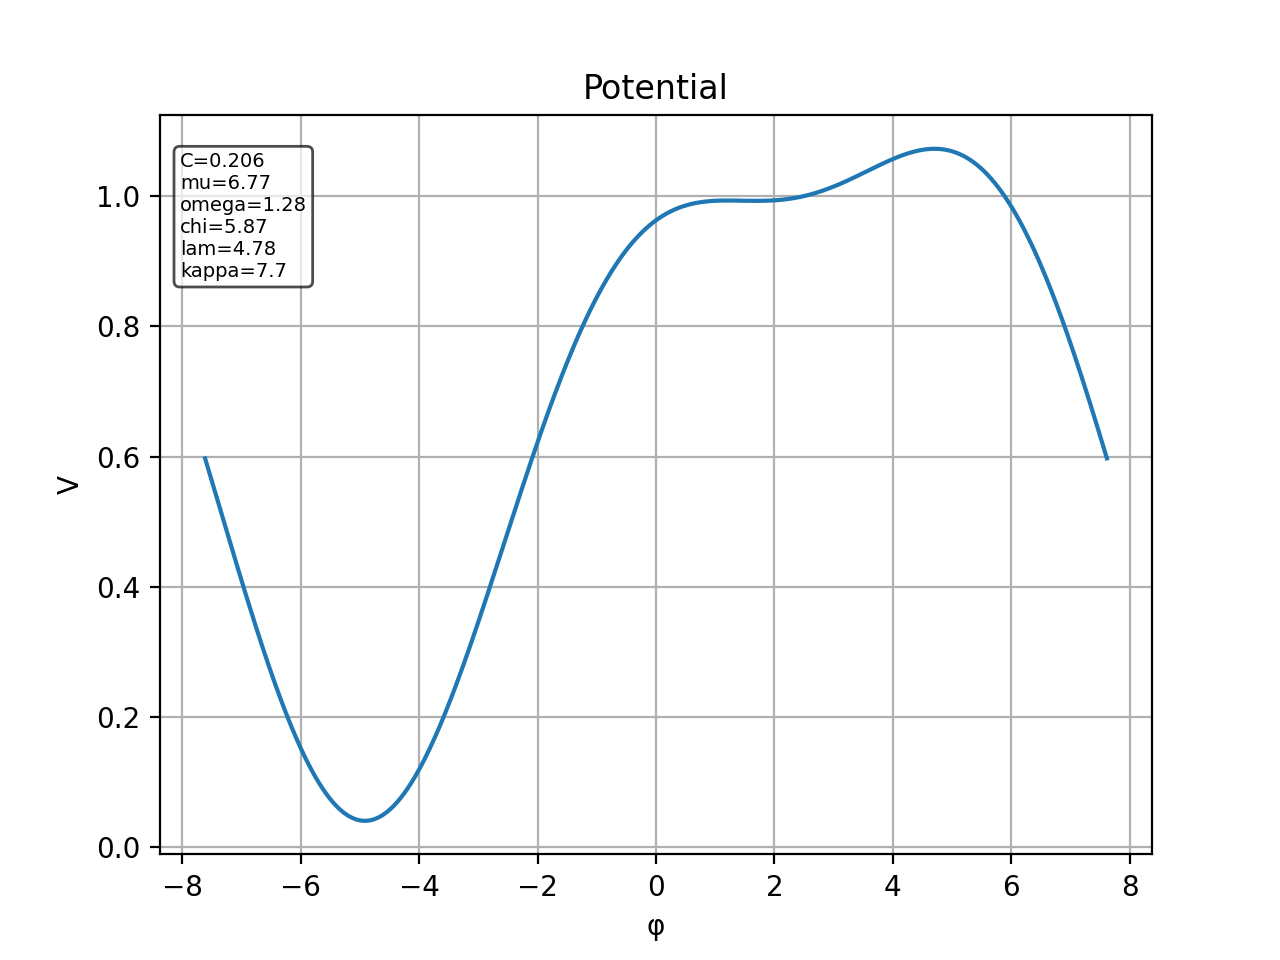 Potential
C=0.206
mu=6.77
omega=1.28
chi=5.87
lam=4.78
kappa=7.7
1.0
0.8
0.6
0.4
0.2
0.0
V
−8 −6 −4 −2 0 2 4 6 8
φ